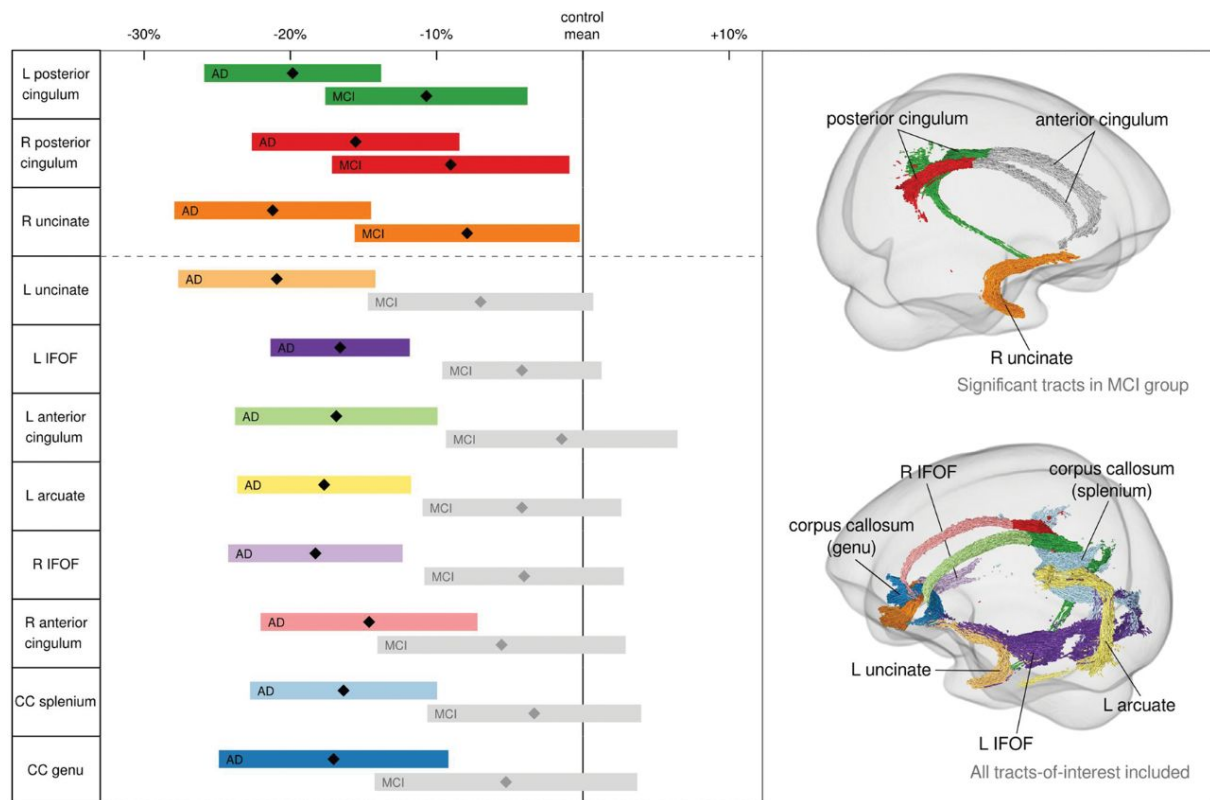 -30%
-20%
-10%
control
mean
+10%
L posterior
cingulum
AD
MCI
R posterior
cingulum
AD
MCI
R uncinate
AD
MCI
L uncinate
AD
MCI
L IFOF
AD
MCI
L anterior
cingulum
AD
MCI
L arcuate
AD
MCI
R IFOF
AD
MCI
R anterior
cingulum
AD
MCI
CC splenium
AD
MCI
CC genu
AD
MCI
posterior cingulum
anterior cingulum
R uncinate
Significant tracts in MCI group
R IFOF
corpus callosum
(splenium)
corpus callosum
(genu)
L uncinate
L arcuate
L IFOF
All tracts-of-interest included